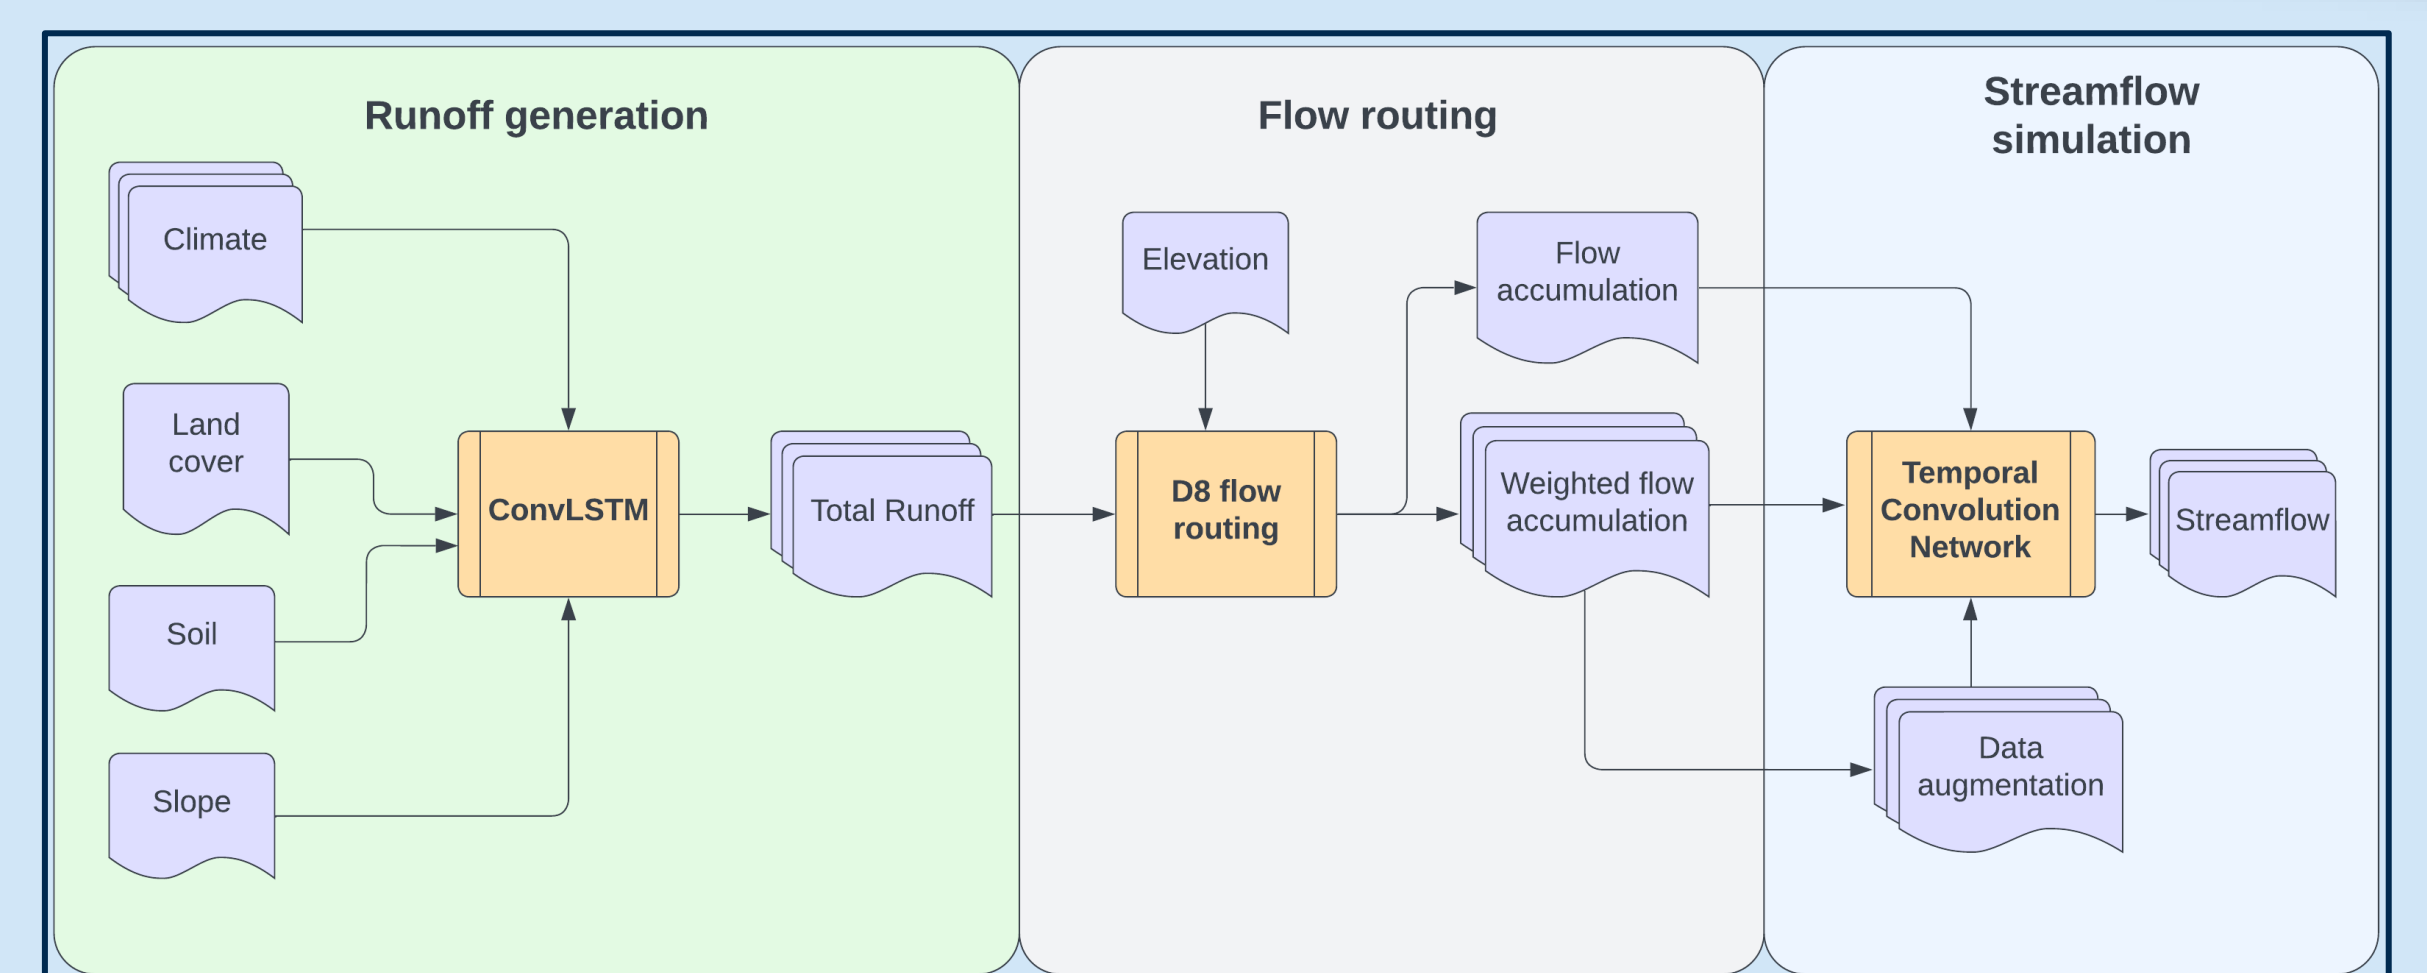 Runoff generation
Climate
Land
cover
Soil
Slope
ConvLSTM
Total Runoff
Flow routing
Elevation
D8 flow
routing
Flow
accumulation
Weighted flow
accumulation
Streamflow
simulation
Temporal
Convolution
Network
Streamflow
Data
augmentation